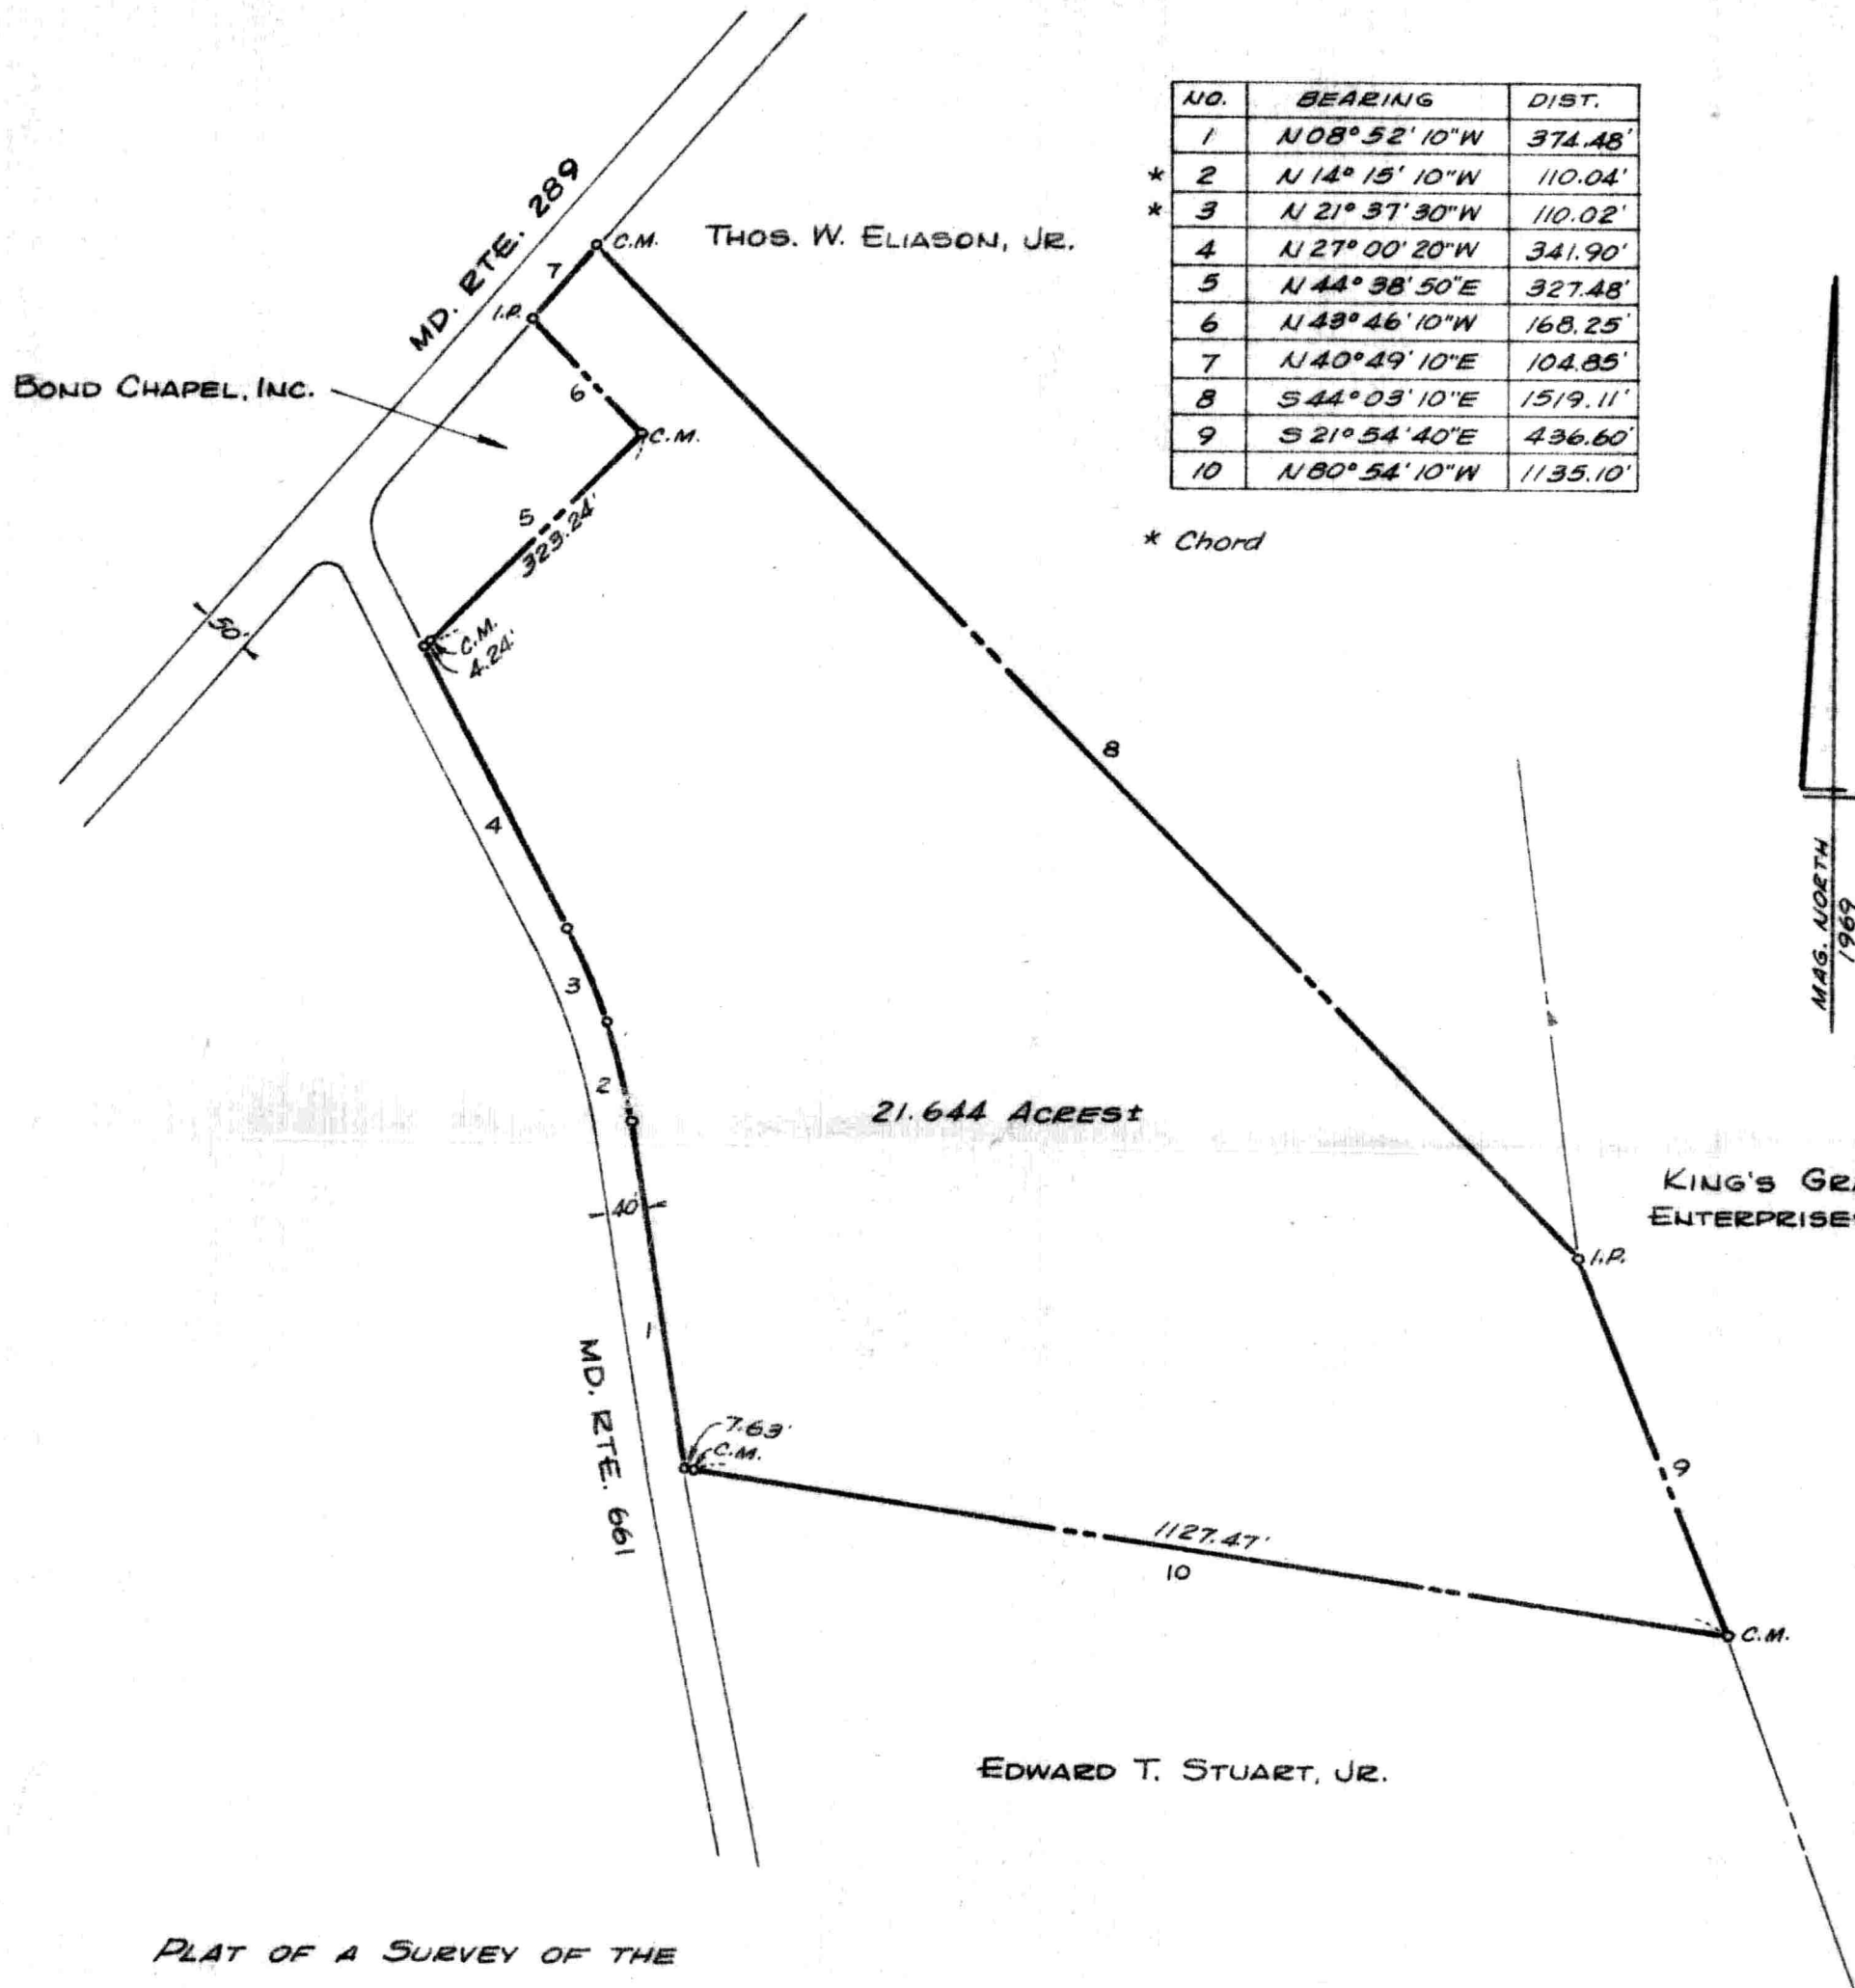 NO. BEARING DIST.
1 N 08° 52' 10" W 374.48'
* 2 N 14° 15' 10" W 110.04'
* 3 N 21° 37' 30" W 110.02'
4 N 27° 00' 20" W 341.90'
5 N 44° 38' 50" E 327.48'
6 N 43° 46' 10" W 168.25'
7 N 40° 49' 10" E 104.85'
8 S 44° 03' 10" E 1519.11'
9 S 21° 54' 40" E 436.60'
10 N 80° 54' 10" W 1135.10'
* Chord
MD. RTE. 289
C.M.
THOS. W. ELIASON, JR.
7
I.P.
BOND CHAPEL, INC.
6
C.M.
5
323.24'
50'
C.M.
4.24'
8
4
MAG. NORTH
1969
3
2
21.644 ACRES±
KING'S GRA
ENTERPRISES
40'
I.P.
1
MD. RTE. 661
7.63'
C.M.
9
1127.47'
10
C.M.
EDWARD T. STUART, JR.
PLAT OF A SURVEY OF THE